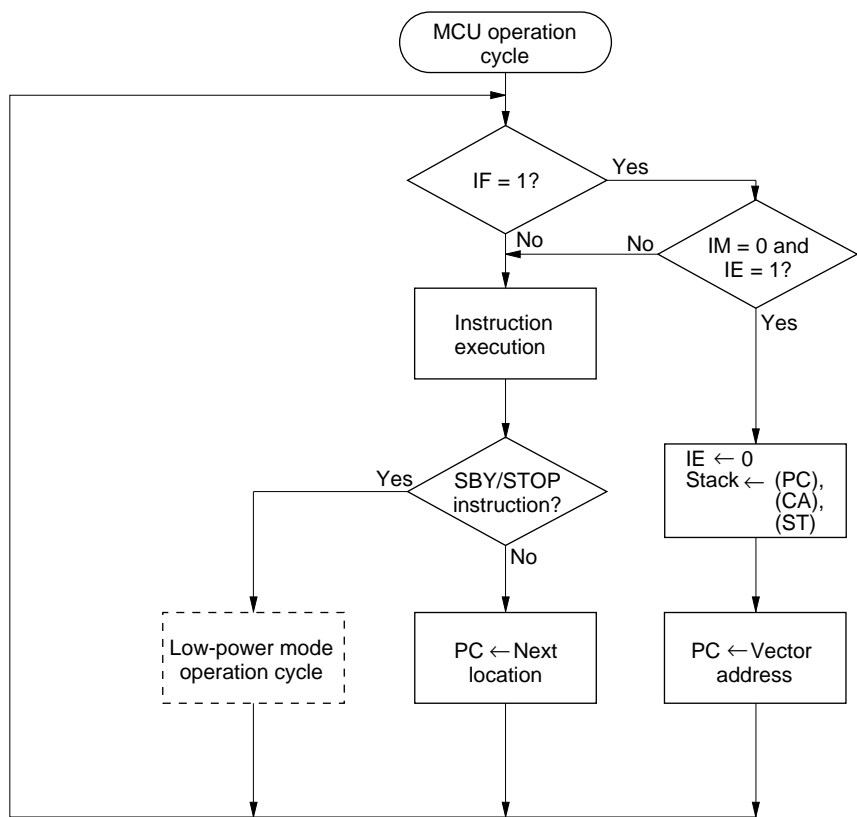 MCU operation
cycle
IF = 1?
Yes
No
No
IM = 0 and
IE = 1?
Yes
Instruction
execution
IE ← 0
Stack ← (PC),
(CA),
(ST)
Yes
SBY/STOP
instruction?
No
Low-power mode
operation cycle
PC ← Next
location
PC ← Vector
address